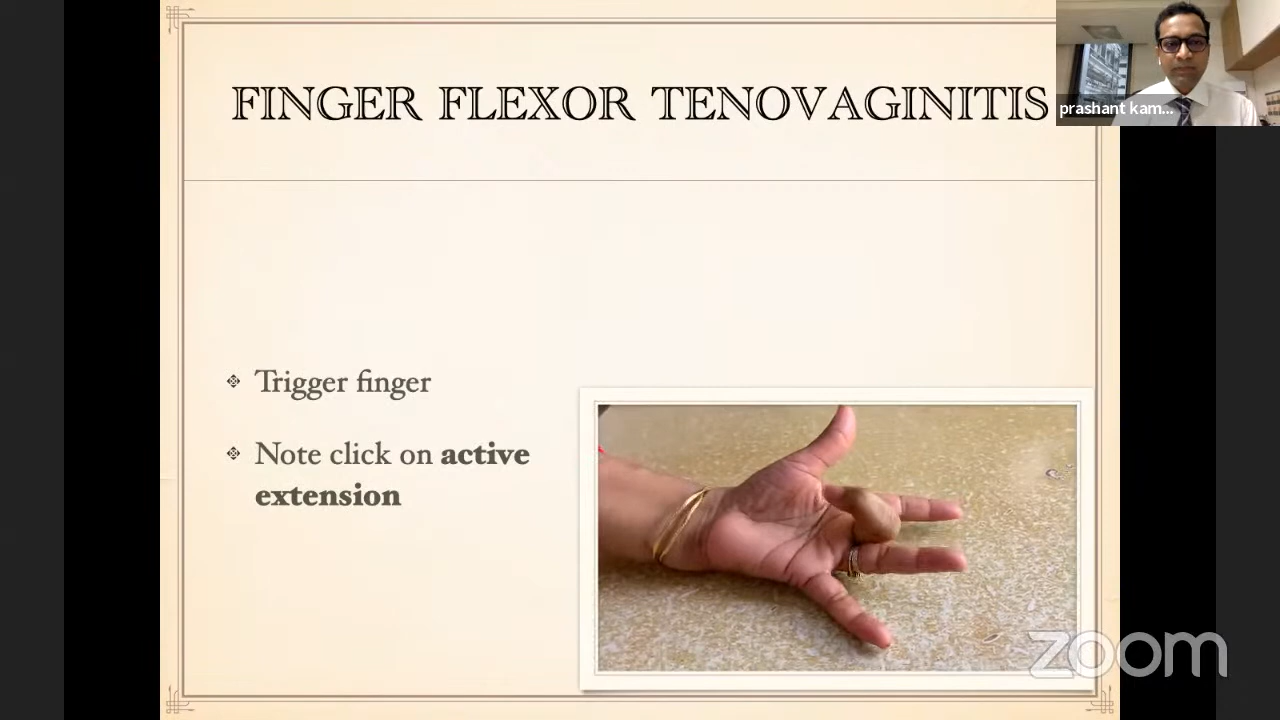 FINGER FLEXOR TENOVAGINITIS
prashant kam...
Trigger finger
Note click on active
extension
zoom